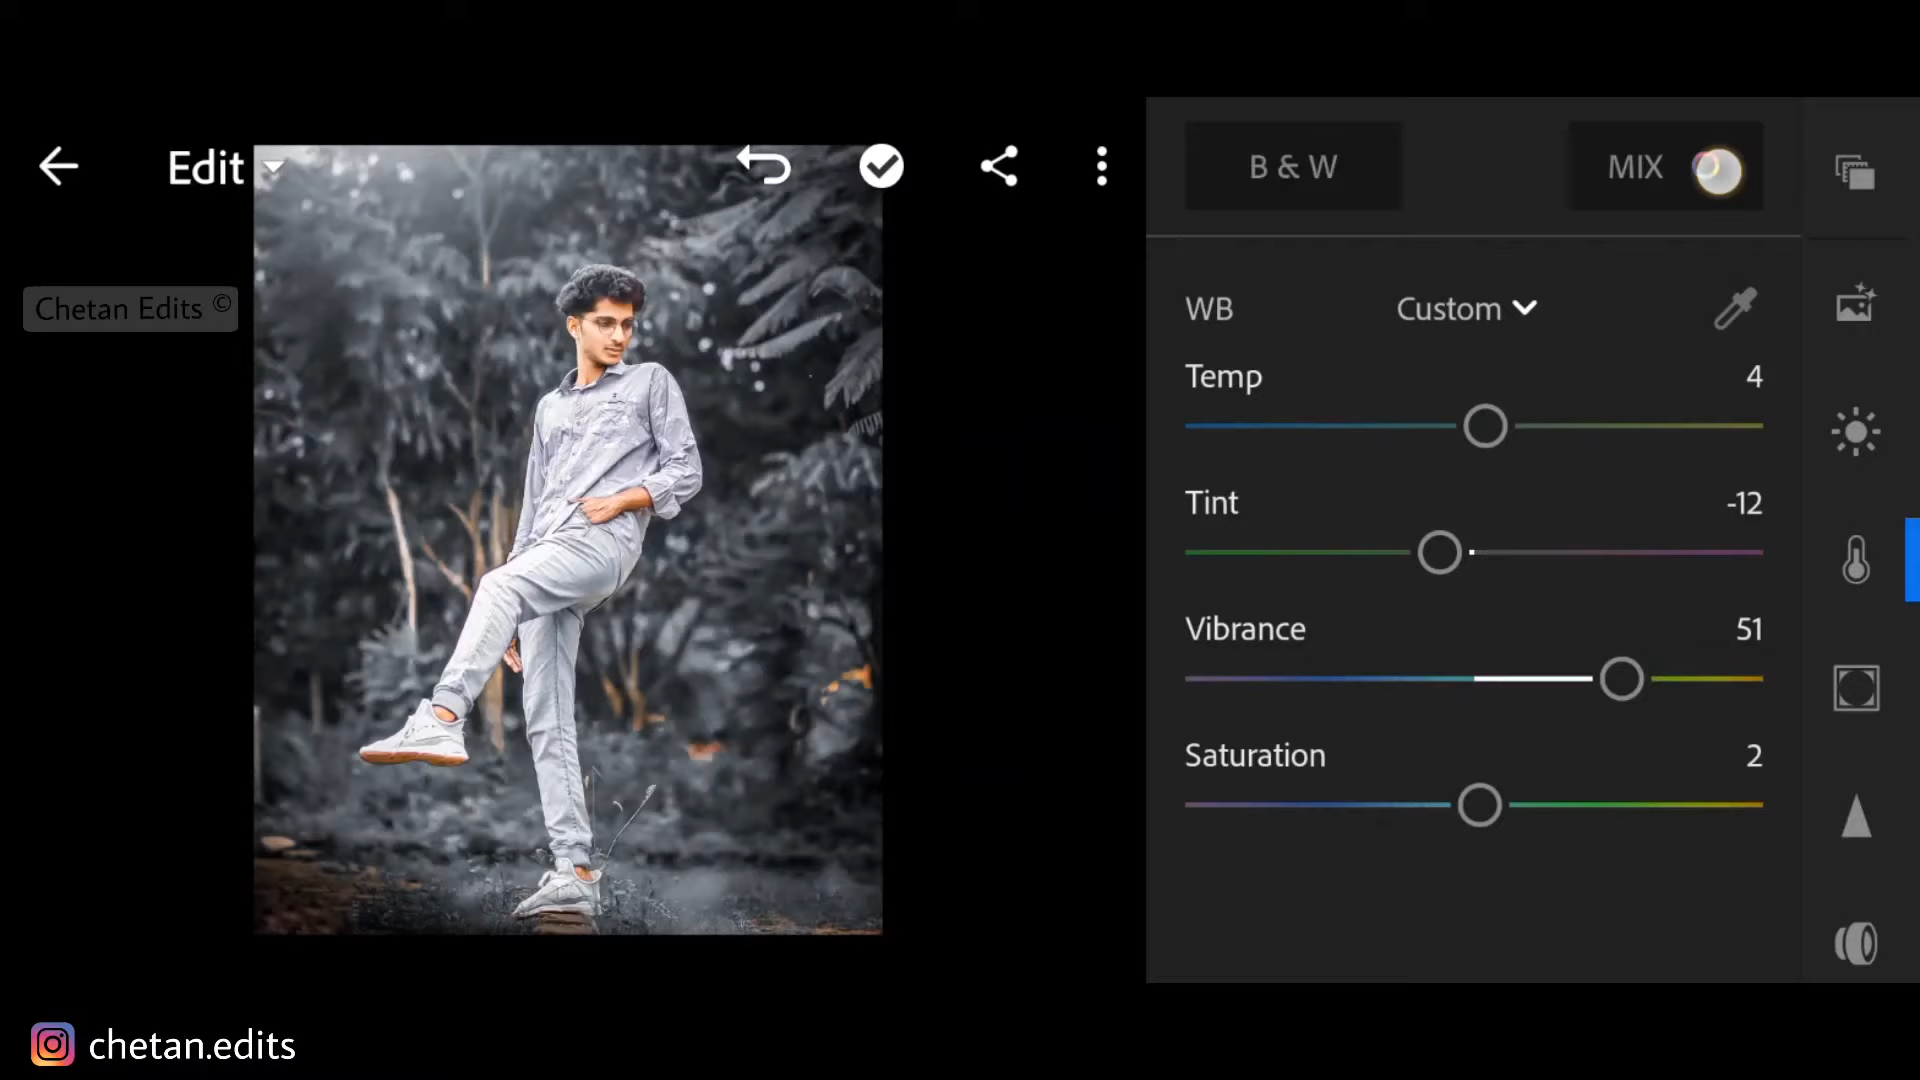 Edit
Chetan Edits ©
B & W
MIX
WB
Custom
Temp
4
Tint
-12
Vibrance
51
Saturation
2
chetan.edits